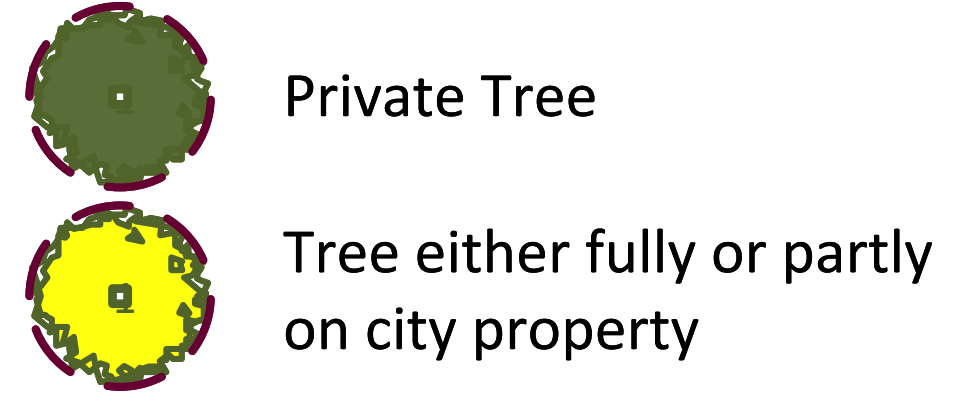 Private Tree
Tree either fully or partly
on city property